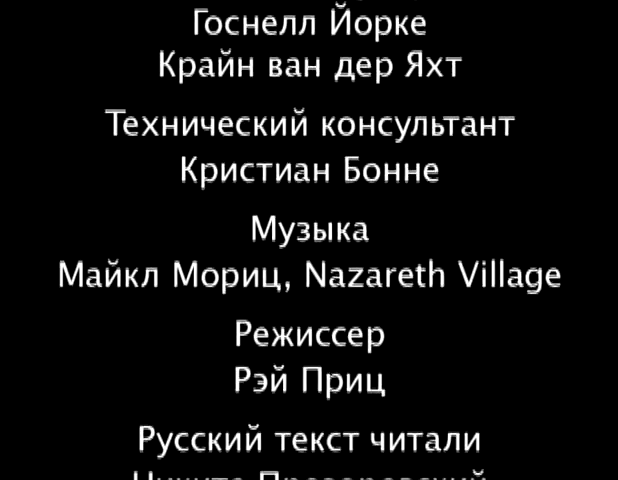 Госнелл Йорке
Крайн ван дер Яхт
Технический консультант
Кристиан Бонне
Музыка
Майкл Мориц, Nazareth Village
Режиссер
Рэй Приц
Русский текст читали